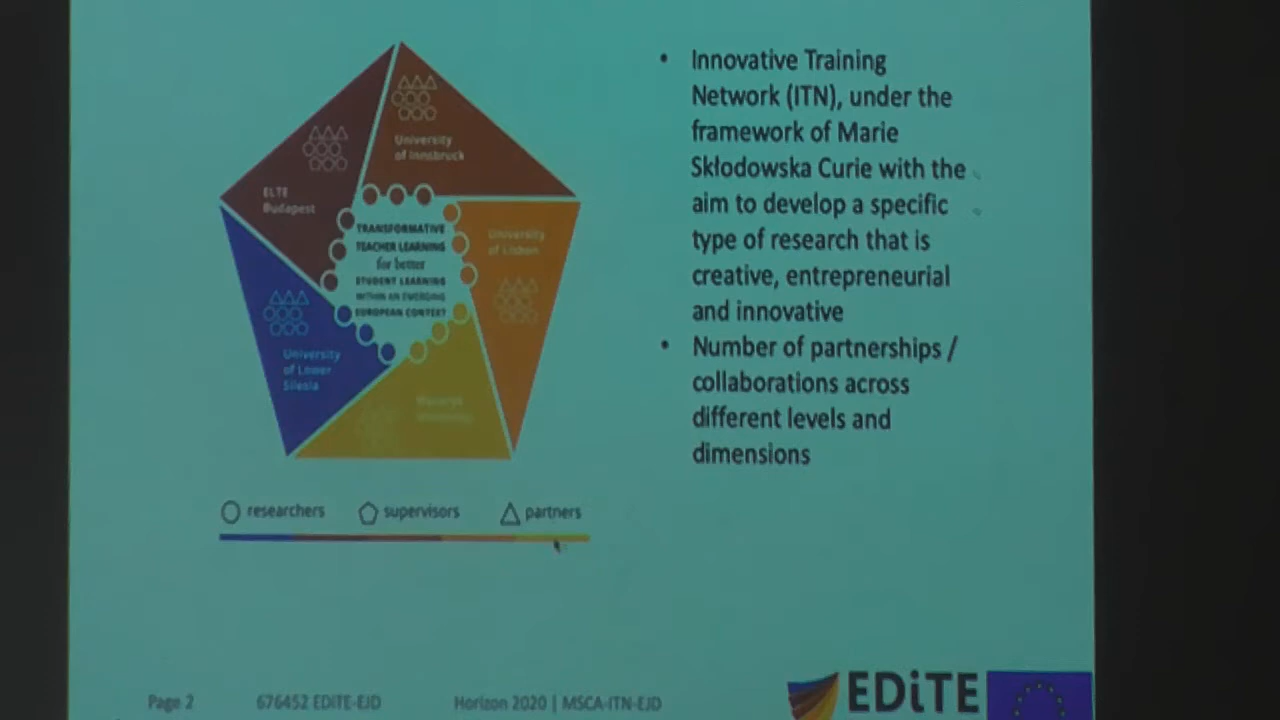 University
of Innsbruck
ELTE
Budapest
University
of Lisbon
TRANSFORMATIVE
TEACHER LEARNING
for better
STUDENT LEARNING
WITHIN AN EMERGING
EUROPEAN CONTEXT
University
of Lower
Silesia
researchers
supervisors
partners
• Innovative Training
Network (ITN), under the
framework of Marie
Skłodowska Curie with the
aim to develop a specific
type of research that is
creative, entrepreneurial
and innovative
• Number of partnerships /
collaborations across
different levels and
dimensions
Page 2
676452 EDiTE-EJD
Horizon 2020 | MSCA-ITN-EJD
EDiTE